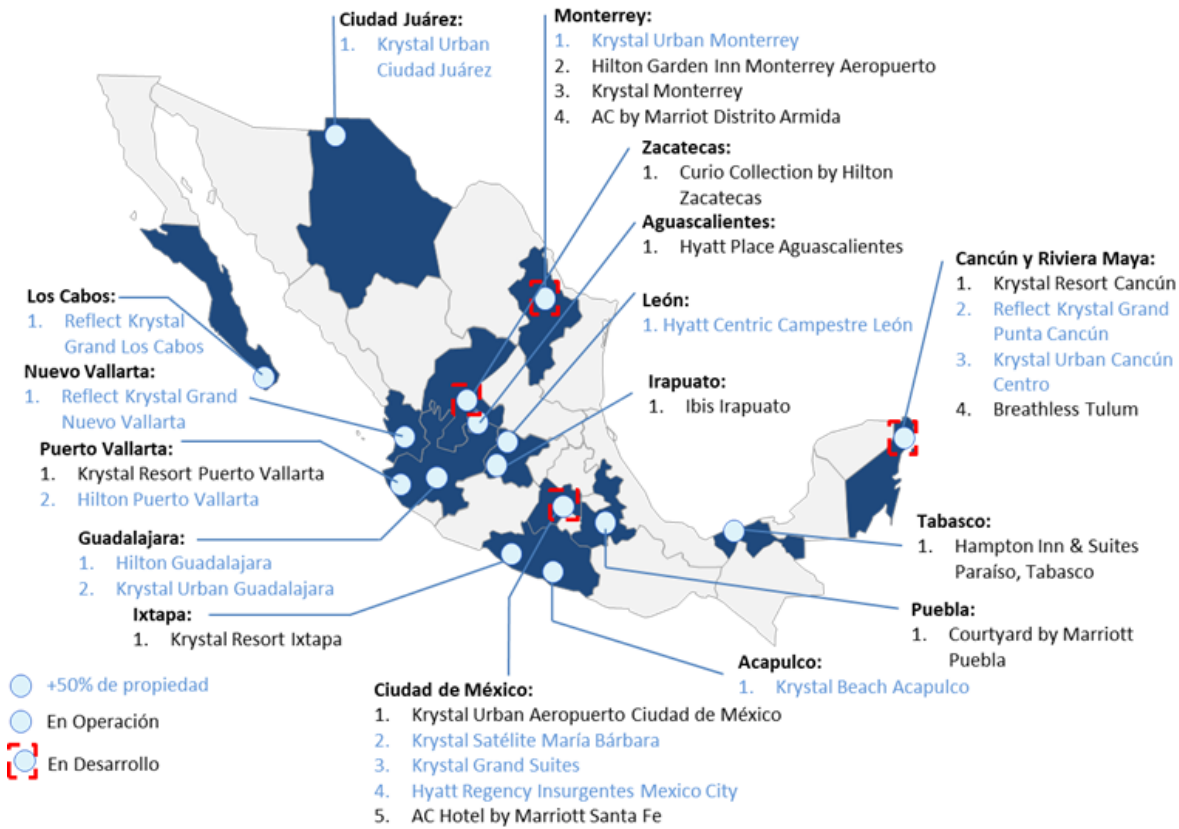 Ciudad Juárez:
1. Krystal Urban
Ciudad Juárez
Monterrey:
1. Krystal Urban Monterrey
2. Hilton Garden Inn Monterrey Aeropuerto
3. Krystal Monterrey
4. AC by Marriot Distrito Armida
Zacatecas:
1. Curio Collection by Hilton
Zacatecas
Aguascalientes:
1. Hyatt Place Aguascalientes
León:
1. Hyatt Centric Campestre León
Irapuato:
1. Ibis Irapuato
Cancún y Riviera Maya:
1. Krystal Resort Cancún
2. Reflect Krystal Grand
Punta Cancún
3. Krystal Urban Cancún
Centro
4. Breathless Tulum
Los Cabos:
1. Reflect Krystal
Grand Los Cabos
Nuevo Vallarta:
1. Reflect Krystal Grand
Nuevo Vallarta
Puerto Vallarta:
1. Krystal Resort Puerto Vallarta
2. Hilton Puerto Vallarta
Guadalajara:
1. Hilton Guadalajara
2. Krystal Urban Guadalajara
Ixtapa:
1. Krystal Resort Ixtapa
Tabasco:
1. Hampton Inn & Suites
Paraíso, Tabasco
Puebla:
1. Courtyard by Marriott
Puebla
Acapulco:
1. Krystal Beach Acapulco
Ciudad de México:
1. Krystal Urban Aeropuerto Ciudad de México
2. Krystal Satélite María Bárbara
3. Krystal Grand Suites
4. Hyatt Regency Insurgentes Mexico City
5. AC Hotel by Marriott Santa Fe
+50% de propiedad
En Operación
En Desarrollo